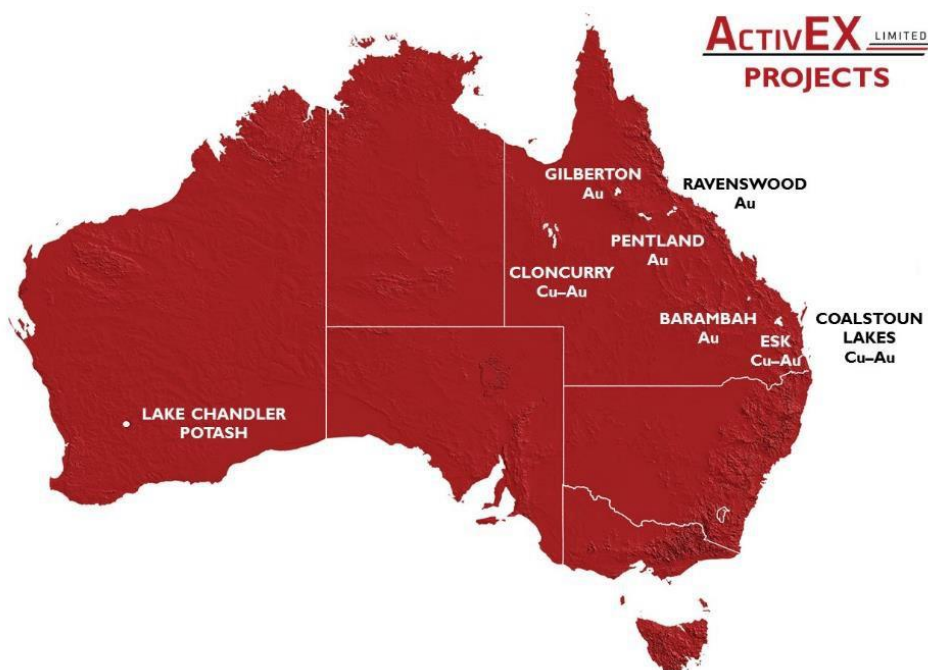 ACTIVEX LIMITED
PROJECTS
GILBERTON
Au
RAVENSWOOD
Au
PENTLAND
Au
CLONCURRY
Cu–Au
BARAMBAH
Au
ESK
Cu–Au
COALSTOUN
LAKES
Cu–Au
LAKE CHANDLER
POTASH